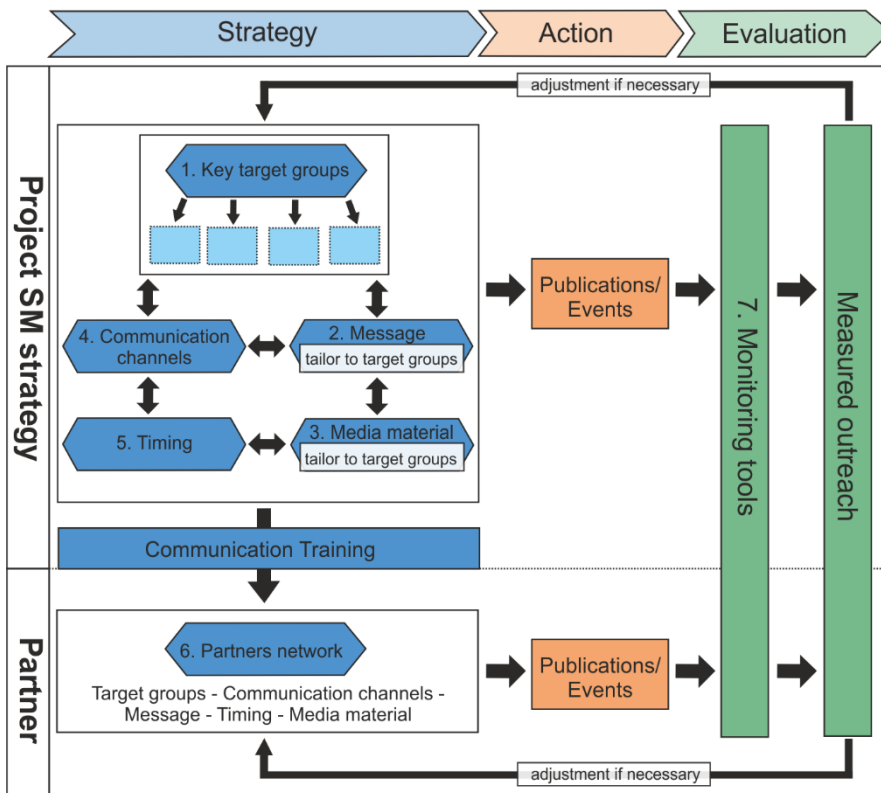 Strategy
Action
Evaluation
adjustment if necessary
Project SM strategy
1. Key target groups
4. Communication
channels
2. Message
tailor to target groups
5. Timing
3. Media material
tailor to target groups
Publications/
Events
7. Monitoring tools
Measured outreach
Communication Training
Partner
6. Partners network
Target groups - Communication channels -
Message - Timing - Media material
Publications/
Events
adjustment if necessary